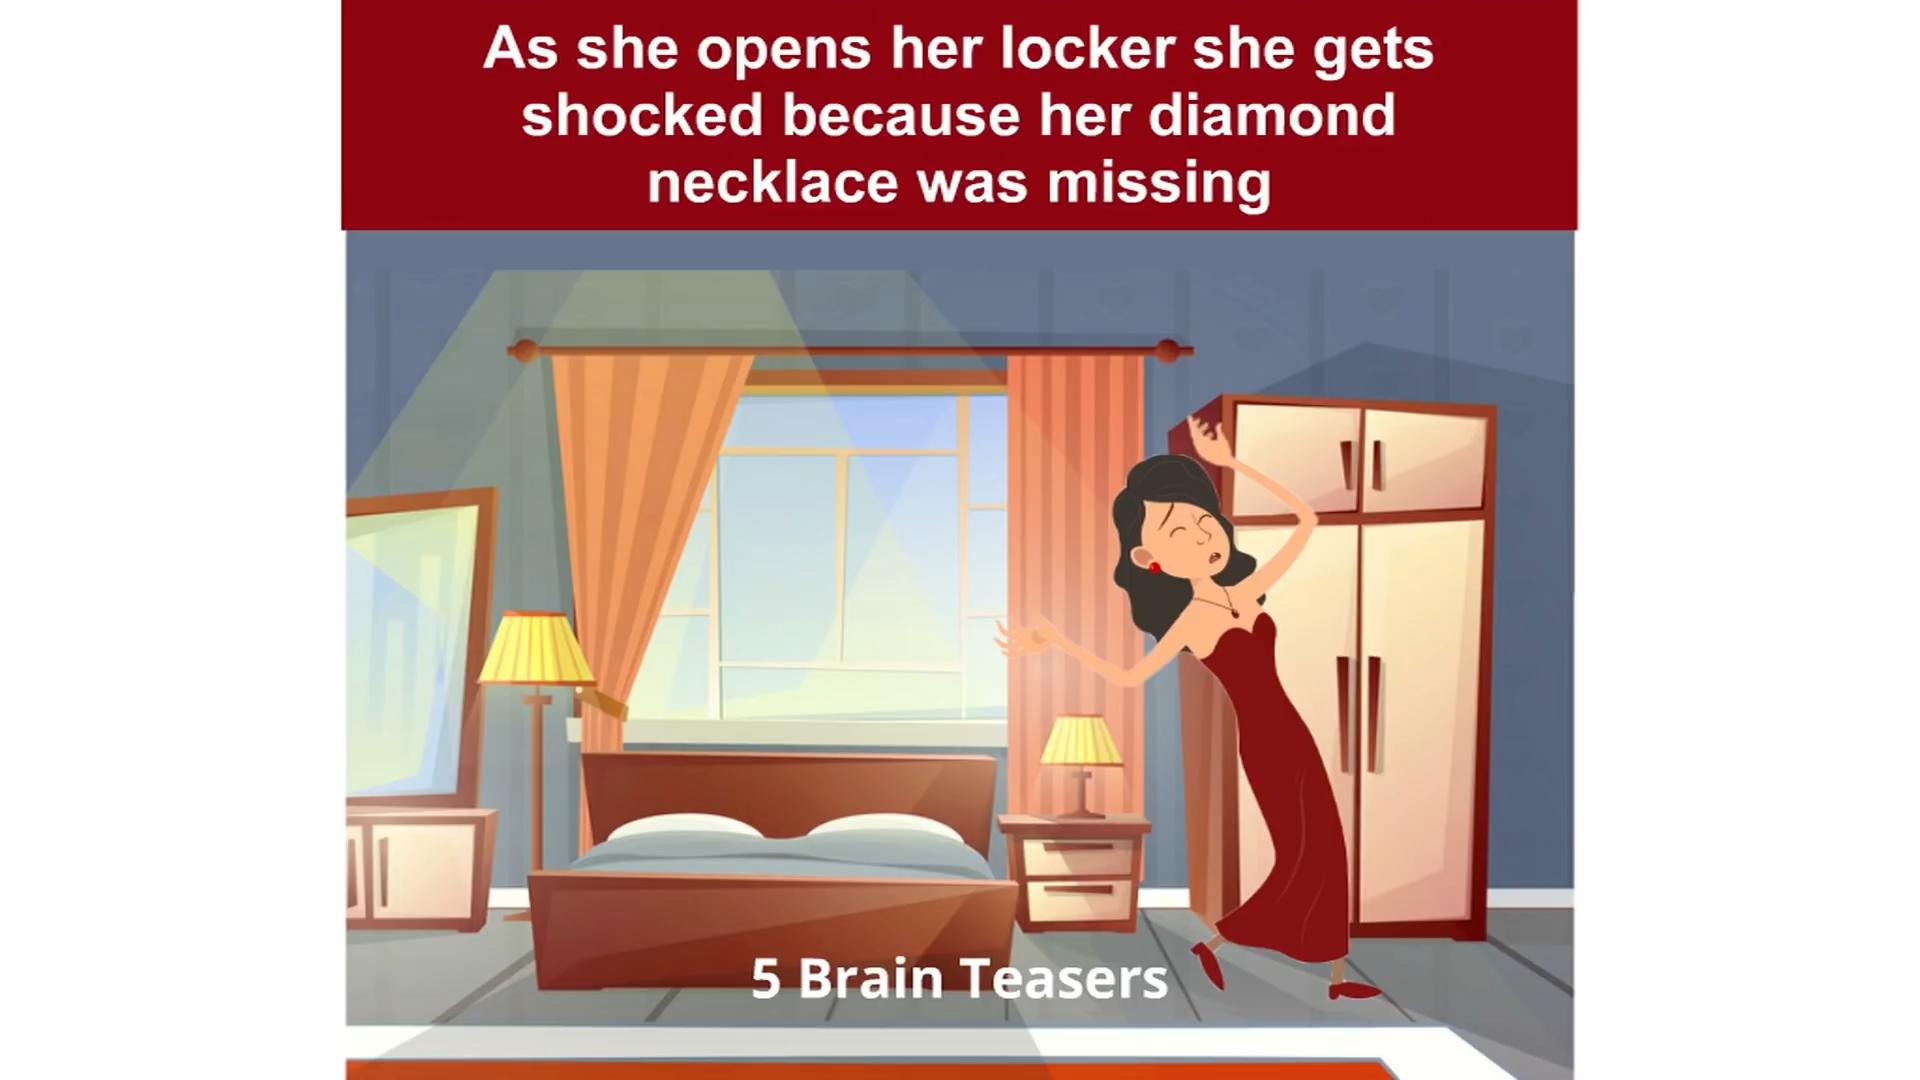 As she opens her locker she gets
shocked because her diamond
necklace was missing
5 Brain Teasers